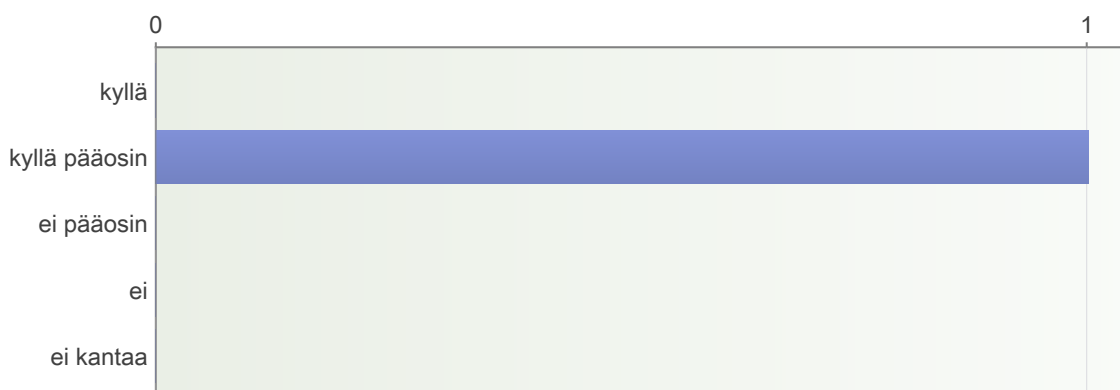 0 1
kyllä
kyllä pääosin
ei pääosin
ei
ei kantaa